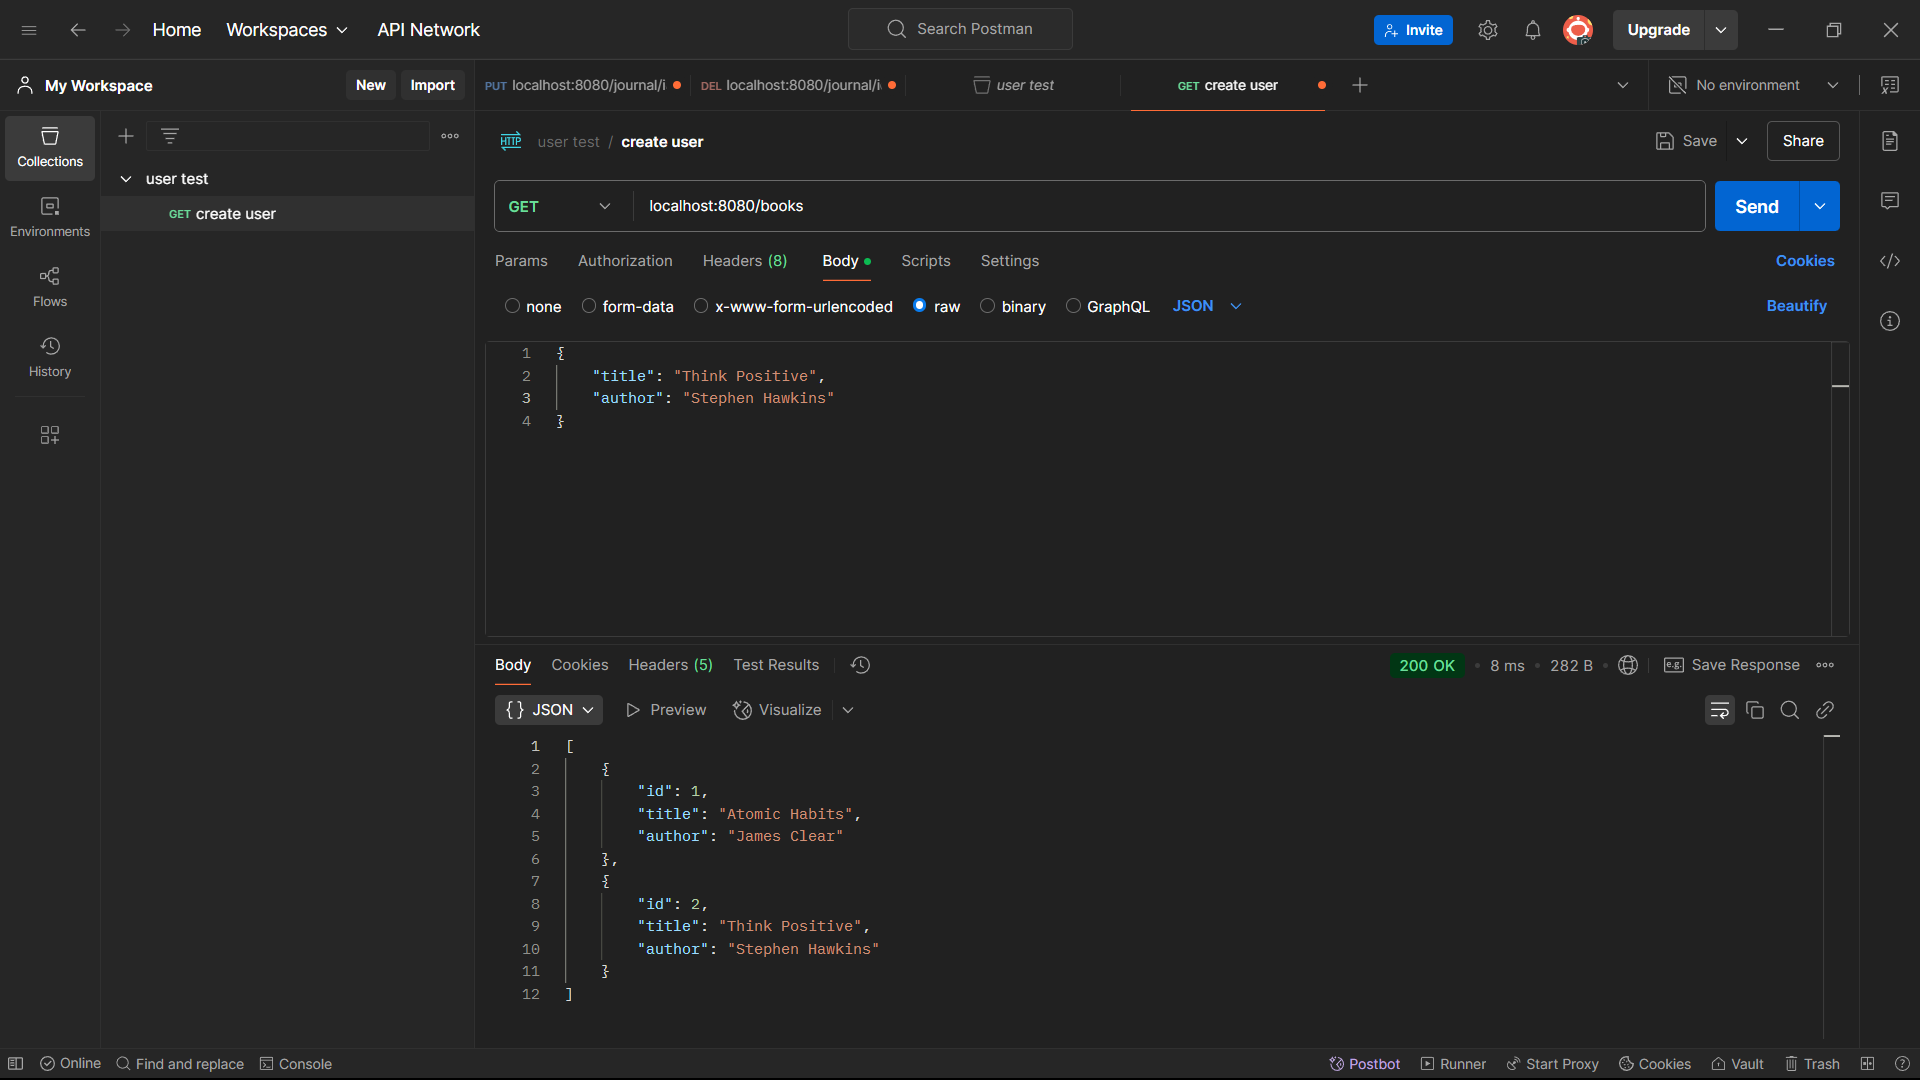 Home Workspaces API Network Search Postman Invite Upgrade
My Workspace New Import PUT localhost:8080/journal/i DEL localhost:8080/journal/i user test GET create user No environment
Collections
Environments
Flows
History
user test
GET create user
HTTP user test / create user Save Share
GET localhost:8080/books Send
Params Authorization Headers (8) Body Scripts Settings Cookies
none form-data x-www-form-urlencoded raw binary GraphQL JSON Beautify
1 {
2 "title": "Think Positive",
3 "author": "Stephen Hawkins"
4 }
Body Cookies Headers (5) Test Results 200 OK 8 ms 282 B e.g. Save Response
{} JSON Preview Visualize
1 [
2 {
3 "id": 1,
4 "title": "Atomic Habits",
5 "author": "James Clear"
6 },
7 {
8 "id": 2,
9 "title": "Think Positive",
10 "author": "Stephen Hawkins"
11 }
12 ]
Online Find and replace Console Postbot Runner Start Proxy Cookies Vault Trash